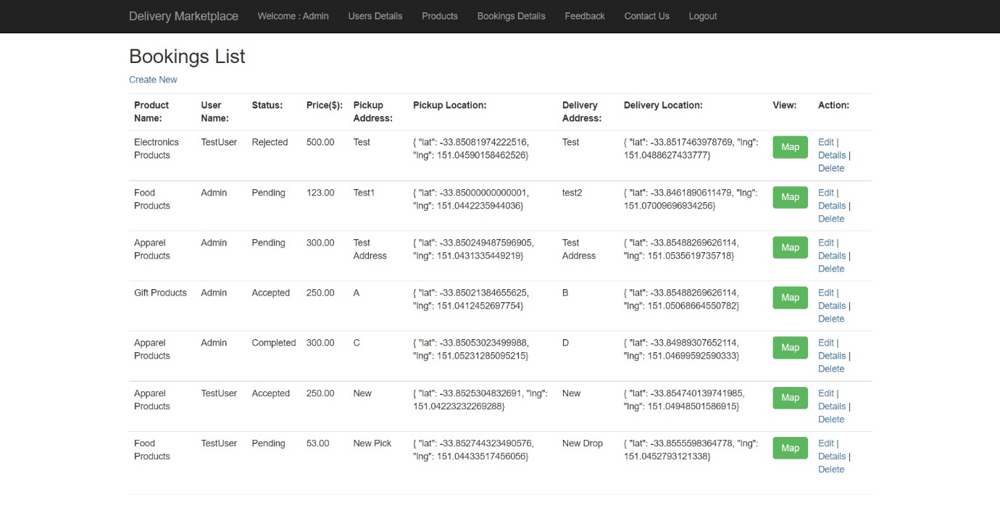 Delivery Marketplace Welcome : Admin Users Details Products Bookings Details Feedback Contact Us Logout
Bookings List
Create New
Product Name: User Name: Status: Price($): Pickup Address: Pickup Location: Delivery Address: Delivery Location: View: Action:
Electronics Products TestUser Rejected 500.00 Test { "lat": -33.85081974222516, "lng": 151.04590158462526} Test { "lat": -33.8517463978769, "lng": 151.0488627433777} Map Edit | Details | Delete
Food Products Admin Pending 123.00 Test1 { "lat": -33.85000000000001, "lng": 151.0442235944036} test2 { "lat": -33.8461890611479, "lng": 151.07009696934256} Map Edit | Details | Delete
Apparel Products Admin Pending 300.00 Test Address { "lat": -33.850249487596905, "lng": 151.0431335449219} Test Address { "lat": -33.85488269626114, "lng": 151.0535619735718} Map Edit | Details | Delete
Gift Products Admin Accepted 250.00 A { "lat": -33.85021384655625, "lng": 151.0412452697754} B { "lat": -33.85488269626114, "lng": 151.05068664550782} Map Edit | Details | Delete
Apparel Products Admin Completed 300.00 C { "lat": -33.85053023499988, "lng": 151.05231285095215} D { "lat": -33.84989307652114, "lng": 151.04699592590333} Map Edit | Details | Delete
Apparel Products TestUser Accepted 250.00 New { "lat": -33.8525304832691, "lng": 151.04223232269288} New { "lat": -33.854740139741985, "lng": 151.04948501586915} Map Edit | Details | Delete
Food Products TestUser Pending 53.00 New Pick { "lat": -33.852744323490576, "lng": 151.04433517456056} New Drop { "lat": -33.8555598364778, "lng": 151.0452793121338} Map Edit | Details | Delete